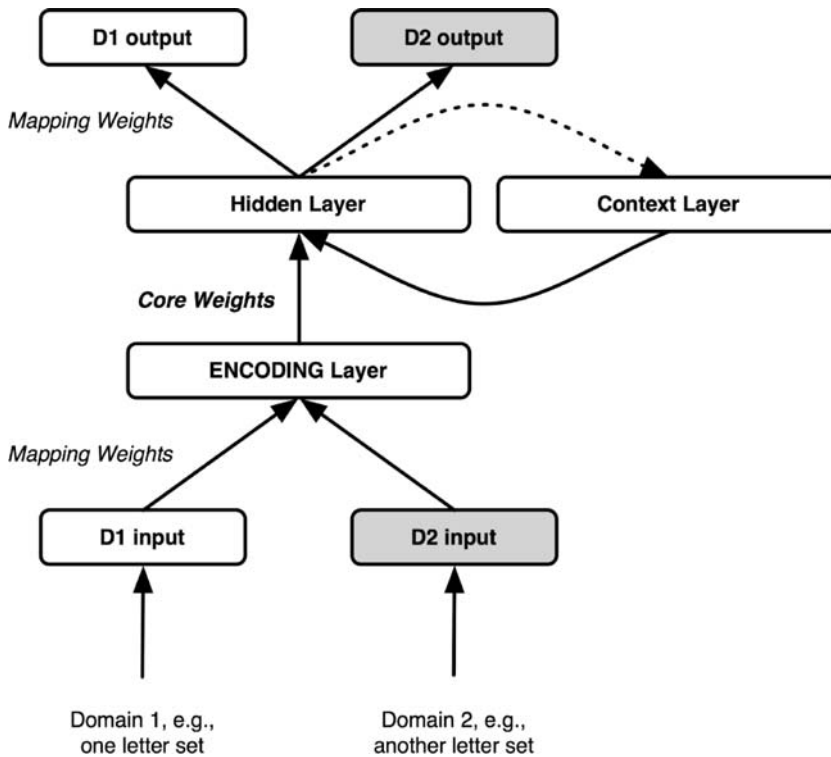 D1 output
D2 output
Mapping Weights
Hidden Layer
Context Layer
Core Weights
ENCODING Layer
Mapping Weights
D1 input
D2 input
Domain 1, e.g.,
one letter set
Domain 2, e.g.,
another letter set